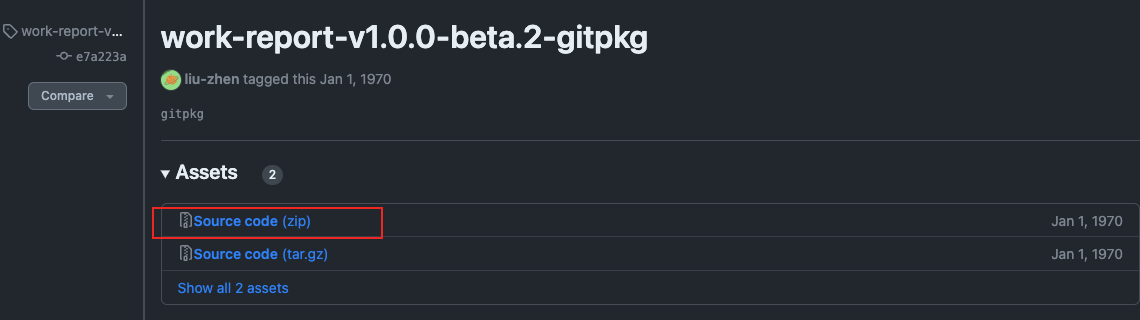 work-report-v...
e7a223a
Compare
work-report-v1.0.0-beta.2-gitpkg
liu-zhen tagged this Jan 1, 1970
gitpkg
Assets 2
Source code (zip) Jan 1, 1970
Source code (tar.gz) Jan 1, 1970
Show all 2 assets